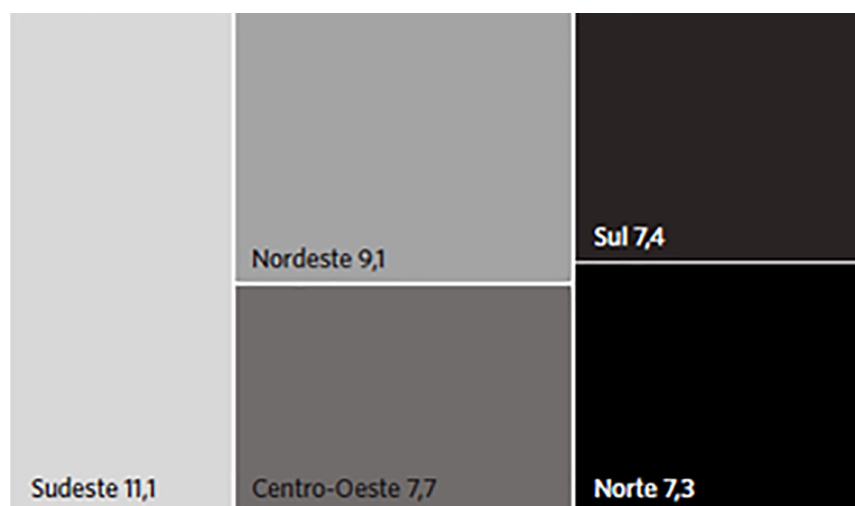 Sudeste 11,1
Nordeste 9,1
Centro-Oeste 7,7
Sul 7,4
Norte 7,3